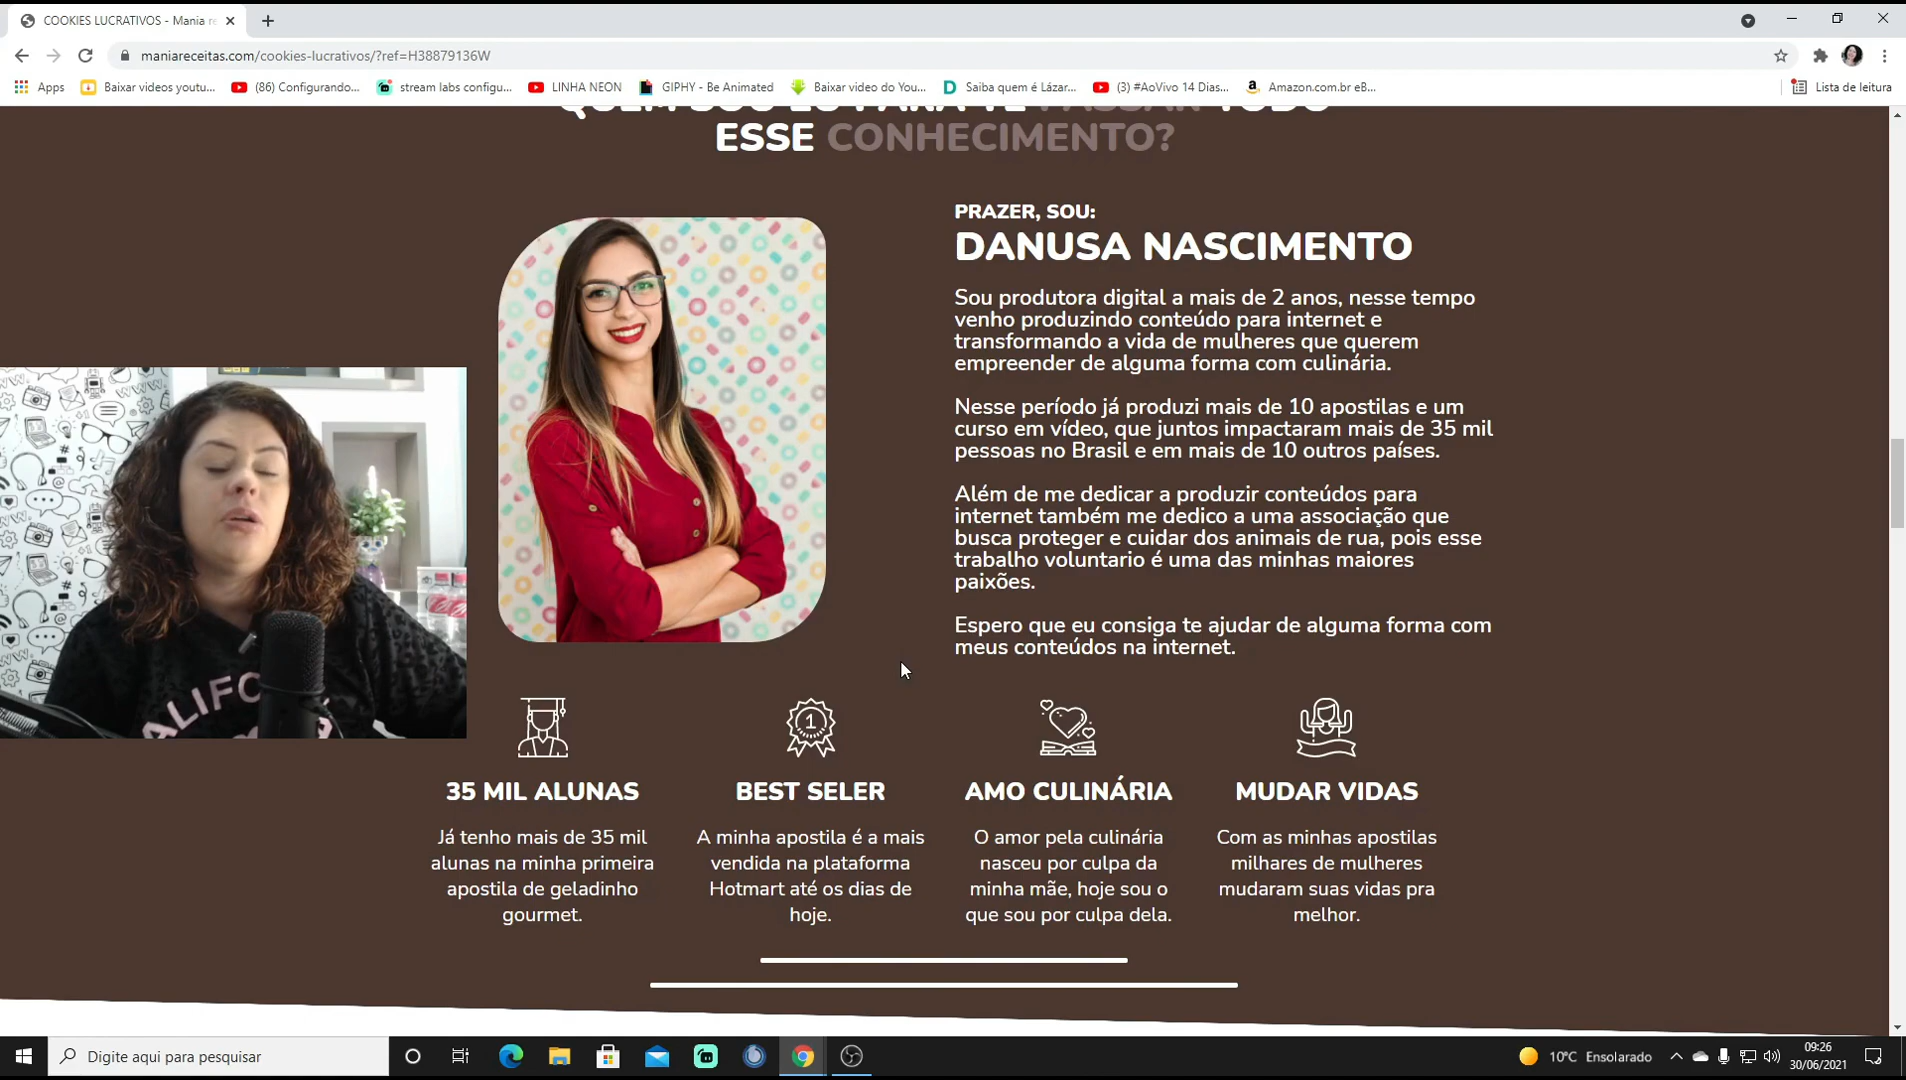 COOKIES LUCRATIVOS - Mania re
maniareceitas.com/cookies-lucrativos/?ref=H38879136W
Apps
Baixar videos youtu...
(86) Configurando...
stream labs configu...
LINHA NEON
GIPHY - Be Animated
Baixar video do You...
Saiba quem é Lázar...
(3) #AoVivo 14 Dias...
Amazon.com.br eB...
Lista de leitura
QUEM SOU EU PARA TE PASSAR TODO
ESSE CONHECIMENTO?
PRAZER, SOU:
DANUSA NASCIMENTO
Sou produtora digital a mais de 2 anos, nesse tempo
venho produzindo conteúdo para internet e
transformando a vida de mulheres que querem
empreender de alguma forma com culinária.
Nesse período já produzi mais de 10 apostilas e um
curso em vídeo, que juntos impactaram mais de 35 mil
pessoas no Brasil e em mais de 10 outros países.
Além de me dedicar a produzir conteúdos para
internet também me dedico a uma associação que
busca proteger e cuidar dos animais de rua, pois esse
trabalho voluntario é uma das minhas maiores
paixões.
Espero que eu consiga te ajudar de alguma forma com
meus conteúdos na internet.
ALIFO
35 MIL ALUNAS
Já tenho mais de 35 mil
alunas na minha primeira
apostila de geladinho
gourmet.
1
BEST SELER
A minha apostila é a mais
vendida na plataforma
Hotmart até os dias de
hoje.
AMO CULINÁRIA
O amor pela culinária
nasceu por culpa da
minha mãe, hoje sou o
que sou por culpa dela.
MUDAR VIDAS
Com as minhas apostilas
milhares de mulheres
mudaram suas vidas pra
melhor.
Digite aqui para pesquisar
10°C Ensolarado
09:26
30/06/2021